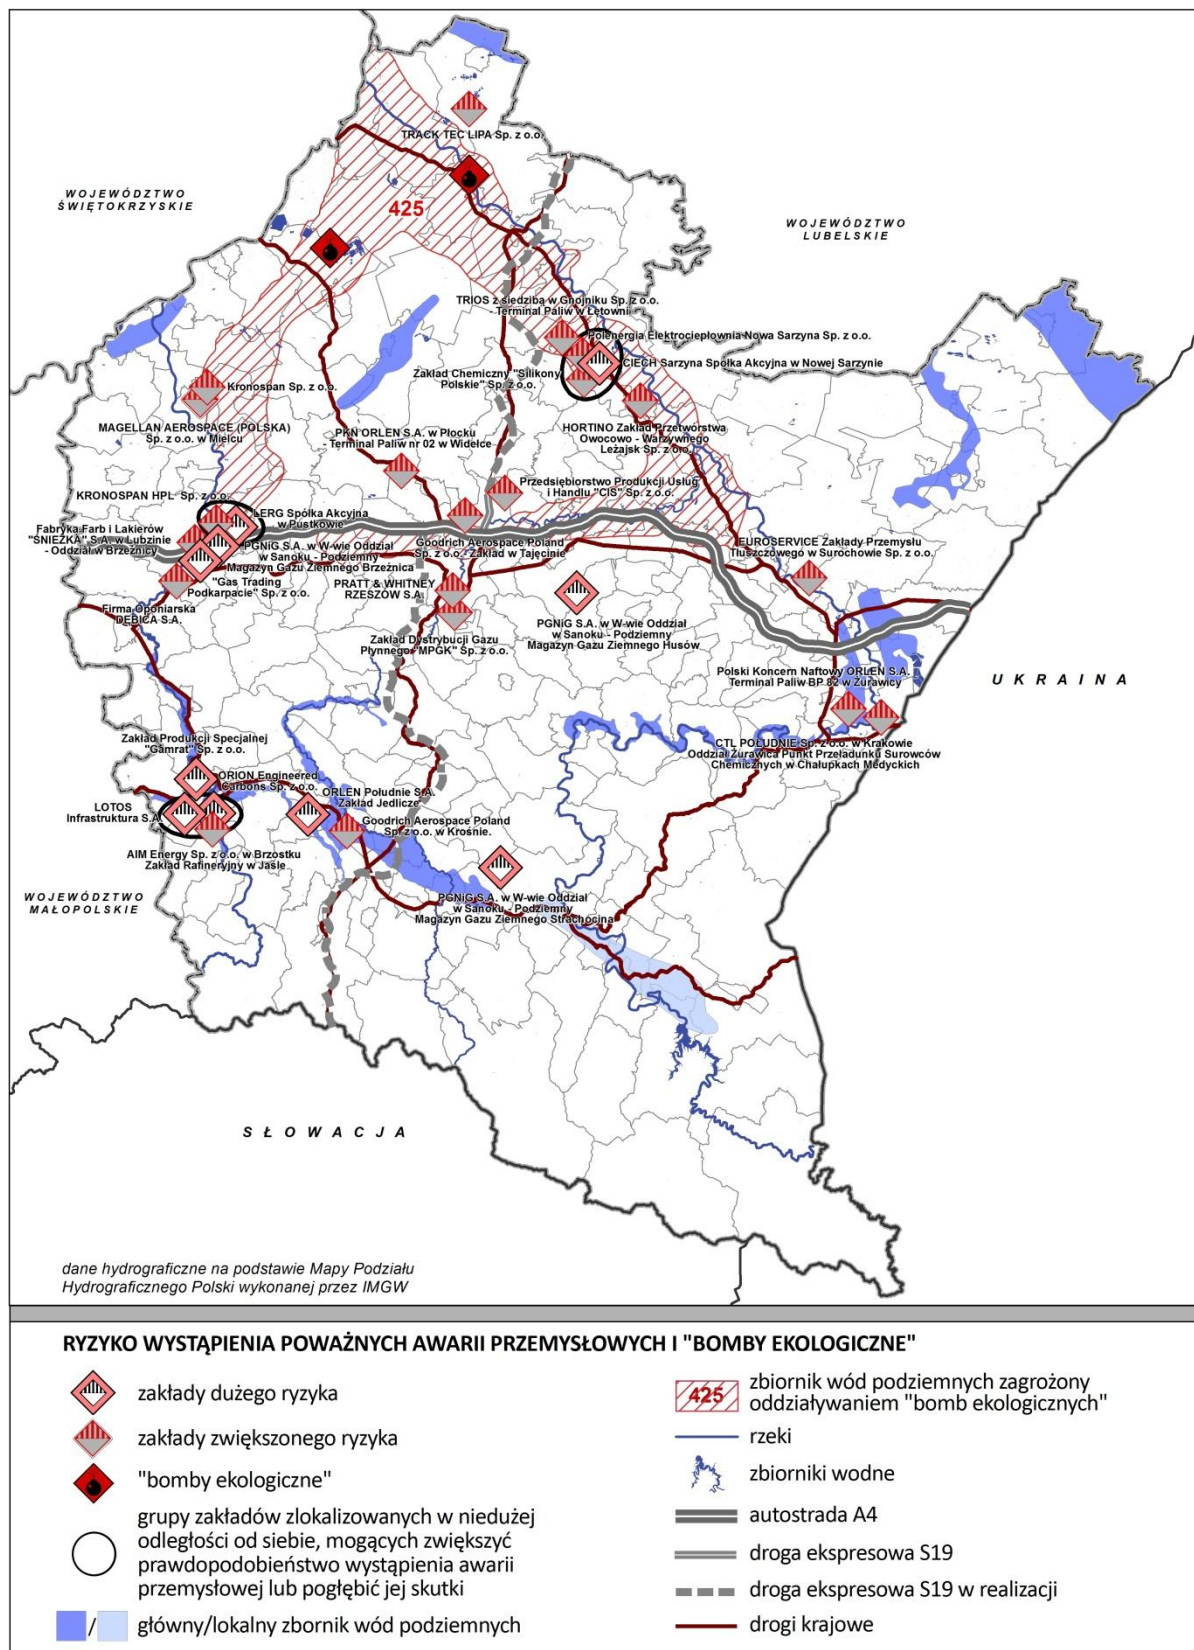 TRACK TEC LIPA Sp. z o.o.
WOJEWÓDZTWO
ŚWIĘTOKRZYSKIE
425
WOJEWÓDZTWO
LUBELSKIE
TRIOS z siedzibą w Gnojniku Sp. z o.o.
- Terminal Paliw w Łętowni
Polenergia Elektrociepłownia Nowa Sarzyna Sp. z o.o.
CIECH Sarzyna Spółka Akcyjna w Nowej Sarzynie
Zakład Chemiczny "Silikony
Polskie" Sp. z o.o.
Kronospan Sp. z o.o.
MAGELLAN AEROSPACE (POLSKA)
Sp. z o.o. w Mielcu
PKN ORLEN S.A. w Płocku
- Terminal Paliw nr 02 w Widełce
HORTINO Zakład Przetwórstwa
Owocowo - Warzywnego
Leżajsk Sp. z o.o.
Przedsiębiorstwo Produkcji Usług
i Handlu "CIS" Sp. z o.o.
KRONOSPAN HPL Sp. z o.o.
LERG Spółka Akcyjna
w Pustkowie
Fabryka Farb i Lakierów
"ŚNIEŻKA" S.A. w Lubzinie
- Oddział w Brzeźnicy
PGNiG S.A. w W-wie Oddział
w Sanoku - Podziemny
Magazyn Gazu Ziemnego Brzeźnica
Goodrich Aerospace Poland
Sp. z o.o. - Zakład w Tajęcinie
EUROSERVICE Zakłady Przemysłu
Tłuszczowego w Surochowie Sp. z o.o.
"Gas Trading
Podkarpacie" Sp. z o.o.
Firma Oponiarska
DĘBICA S.A.
PRATT & WHITNEY
RZESZÓW S.A.
Zakład Dystrybucji Gazu
Płynnego "MPGK" Sp. z o.o.
PGNiG S.A. w W-wie Oddział
w Sanoku - Podziemny
Magazyn Gazu Ziemnego Husów
Polski Koncern Naftowy ORLEN S.A.
Terminal Paliw BP 82 w Żurawicy
UKRAINA
CTL POŁUDNIE Sp. z o.o. w Krakowie
Oddział Żurawica Punkt Przeładunku Surowców
Chemicznych w Chałupkach Medyckich
Zakład Produkcji Specjalnej
"Gamrat" Sp. z o.o.
ORION Engineered
Carbons Sp. z o.o.
LOTOS
Infrastruktura S.A.
ORLEN Południe S.A.
Zakład Jedlicze
Goodrich Aerospace Poland
Sp. z o.o. w Krośnie.
AIM Energy Sp. z o.o. w Brzostku
Zakład Rafineryjny w Jaśle
WOJEWÓDZTWO
MAŁOPOLSKIE
PGNiG S.A. w W-wie Oddział
w Sanoku - Podziemny
Magazyn Gazu Ziemnego Strachocina
SŁOWACJA
dane hydrograficzne na podstawie Mapy Podziału
Hydrograficznego Polski wykonanej przez IMGW
RYZYKO WYSTĄPIENIA POWAŻNYCH AWARII PRZEMYSŁOWYCH I "BOMBY EKOLOGICZNE"
zakłady dużego ryzyka
zakłady zwiększonego ryzyka
"bomby ekologiczne"
grupy zakładów zlokalizowanych w niedużej
odległości od siebie, mogących zwiększyć
prawdopodobieństwo wystąpienia awarii
przemysłowej lub pogłębić jej skutki
/ główny/lokalny zbornik wód podziemnych
425 zbiornik wód podziemnych zagrożony
oddziaływaniem "bomb ekologicznych"
rzeki
zbiorniki wodne
autostrada A4
droga ekspresowa S19
droga ekspresowa S19 w realizacji
drogi krajowe